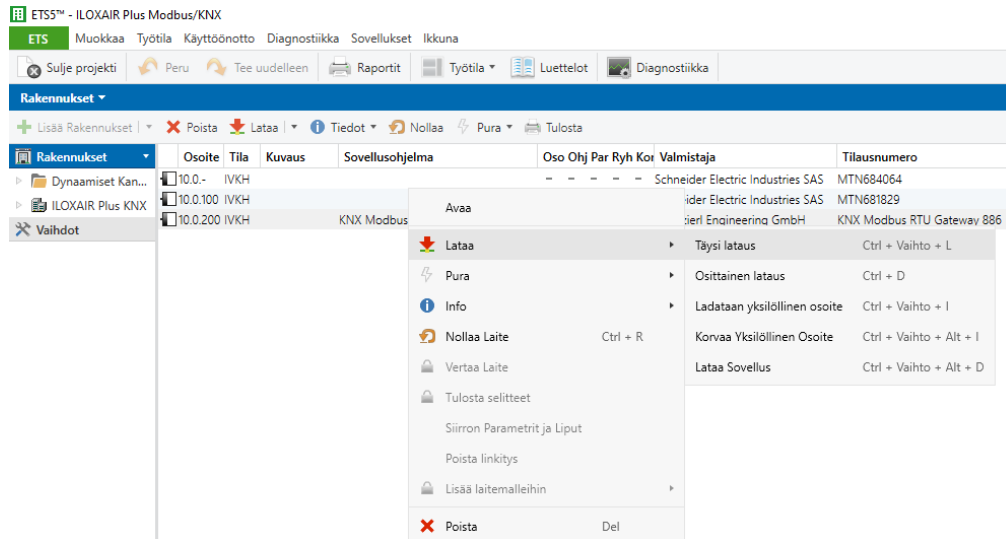 ETS5™ - ILOXAIR Plus Modbus/KNX
ETS Muokkaa Työtila Käyttöönotto Diagnostiikka Sovellukset Ikkuna
Sulje projekti Peru Tee uudelleen Raportit Työtila Luettelot Diagnostiikka
Rakennukset
Lisää Rakennukset Poista Lataa Tiedot Nollaa Pura Tulosta
Rakennukset Osoite Tila Kuvaus Sovellusohjelma Oso Ohj Par Ryh Kor Valmistaja Tilausnumero
Dynaamiset Kan... 10.0.- IVKH – – – – – Schneider Electric Industries SAS MTN684064
ILOXAIR Plus KNX 10.0.100 IVKH eider Electric Industries SAS MTN681829
Vaihdot 10.0.200 IVKH KNX Modbus zierl Engineering GmbH KNX Modbus RTU Gateway 886
Avaa
Lataa Täysi lataus Ctrl + Vaihto + L
Pura Osittainen lataus Ctrl + D
Info Ladataan yksilöllinen osoite Ctrl + Vaihto + I
Nollaa Laite Ctrl + R Korvaa Yksilöllinen Osoite Ctrl + Vaihto + Alt + I
Vertaa Laite Lataa Sovellus Ctrl + Vaihto + Alt + D
Tulosta selitteet
Siirron Parametrit ja Liput
Poista linkitys
Lisää laitemalleihin
Poista Del